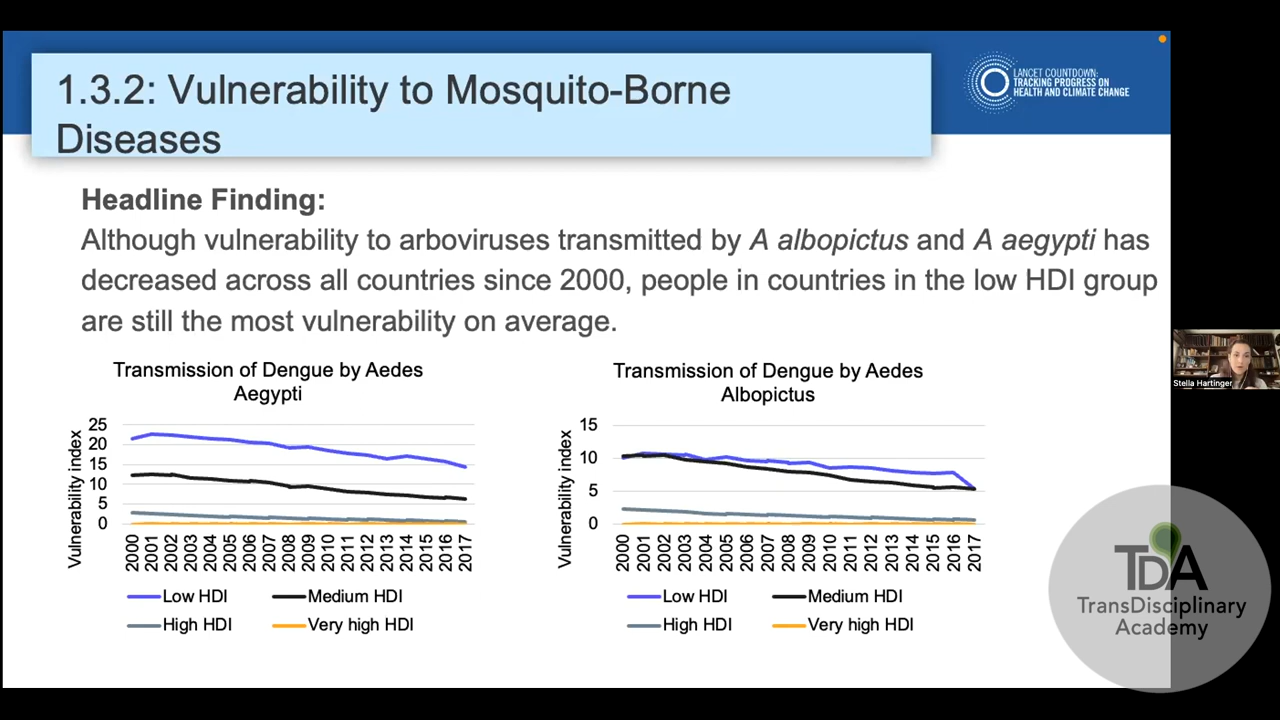 1.3.2: Vulnerability to Mosquito-Borne
Diseases
LANCET COUNTDOWN:
TRACKING PROGRESS ON
HEALTH AND CLIMATE CHANGE
Headline Finding:
Although vulnerability to arboviruses transmitted by A albopictus and A aegypti has
decreased across all countries since 2000, people in countries in the low HDI group
are still the most vulnerability on average.
Transmission of Dengue by Aedes
Aegypti
Vulnerability index
25
20
15
10
5
0
2000 2001 2002 2003 2004 2005 2006 2007 2008 2009 2010 2011 2012 2013 2014 2015 2016 2017
Low HDI Medium HDI
High HDI Very high HDI
Transmission of Dengue by Aedes
Albopictus
Vulnerability index
15
10
5
0
2000 2001 2002 2003 2004 2005 2006 2007 2008 2009 2010 2011 2012 2013 2014 2015 2016 2017
Low HDI Medium HDI
High HDI Very high HDI
Stella Hartinger
TDA
TransDisciplinary
Academy